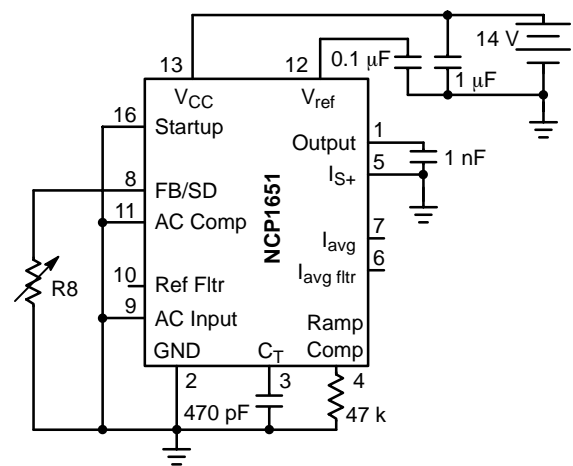 14 V
13
12
0.1 µF
1 µF
VCC
Vref
16
Startup
1
Output
1 nF
5
IS+
8
FB/SD
11
AC Comp
NCP1651
7
Iavg
6
Iavg fltr
10
Ref Fltr
R8
9
AC Input
Ramp
Comp
GND
CT
2
3
4
470 pF
47 k